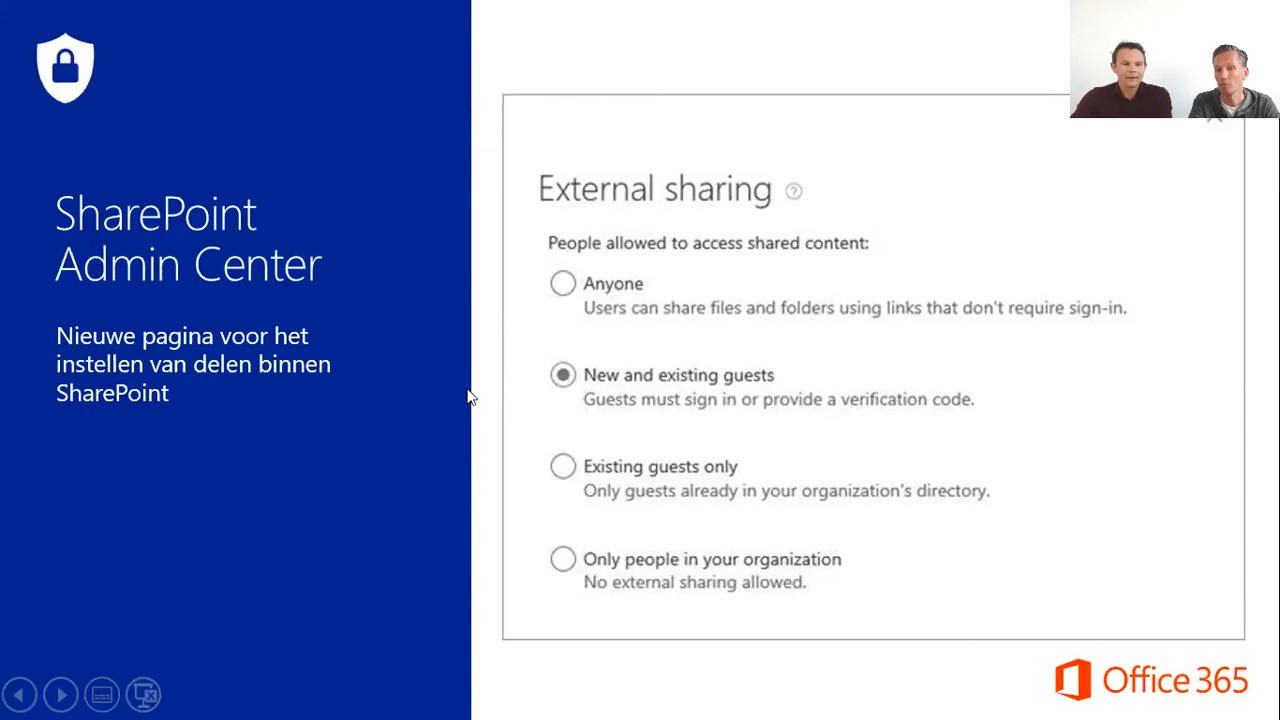 SharePoint
Admin Center
Nieuwe pagina voor het
instellen van delen binnen
SharePoint
External sharing ?
People allowed to access shared content:
Anyone
Users can share files and folders using links that don't require sign-in.
New and existing guests
Guests must sign in or provide a verification code.
Existing guests only
Only guests already in your organization's directory.
Only people in your organization
No external sharing allowed.
Office 365